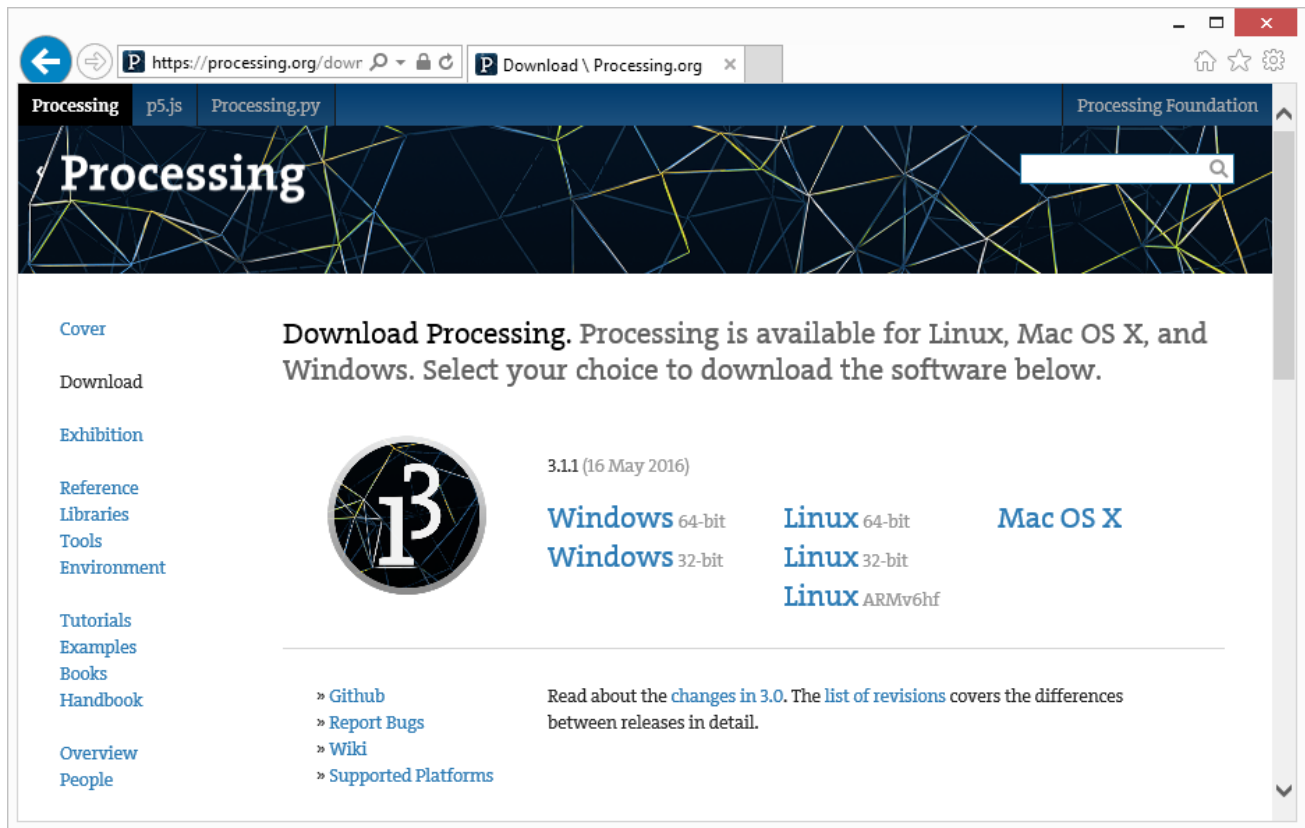 https://processing.org/dowr
Download \ Processing.org
Processing p5.js Processing.py Processing Foundation
Processing
Cover
Download
Exhibition
Reference
Libraries
Tools
Environment
Tutorials
Examples
Books
Handbook
Overview
People
Download Processing. Processing is available for Linux, Mac OS X, and
Windows. Select your choice to download the software below.
3.1.1 (16 May 2016)
Windows 64-bit
Windows 32-bit
Linux 64-bit
Linux 32-bit
Linux ARMv6hf
Mac OS X
» Github
» Report Bugs
» Wiki
» Supported Platforms
Read about the changes in 3.0. The list of revisions covers the differences
between releases in detail.